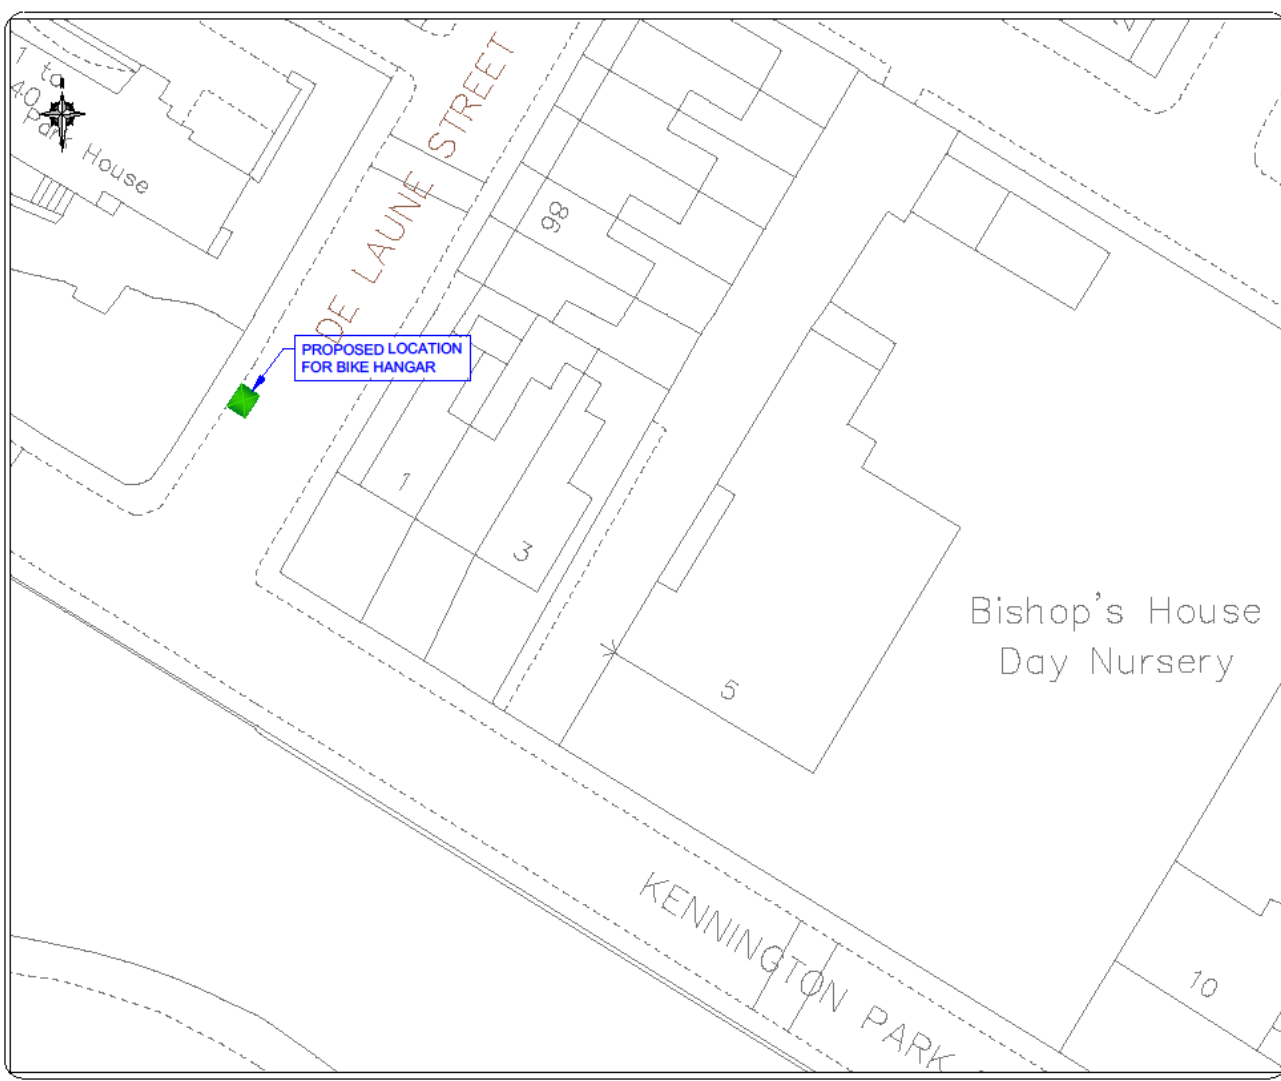 1 to
40
Park House
DE LAUNE STREET
98
PROPOSED LOCATION
FOR BIKE HANGAR
1
3
5
Bishop's House
Day Nursery
10
KENNINGTON PARK